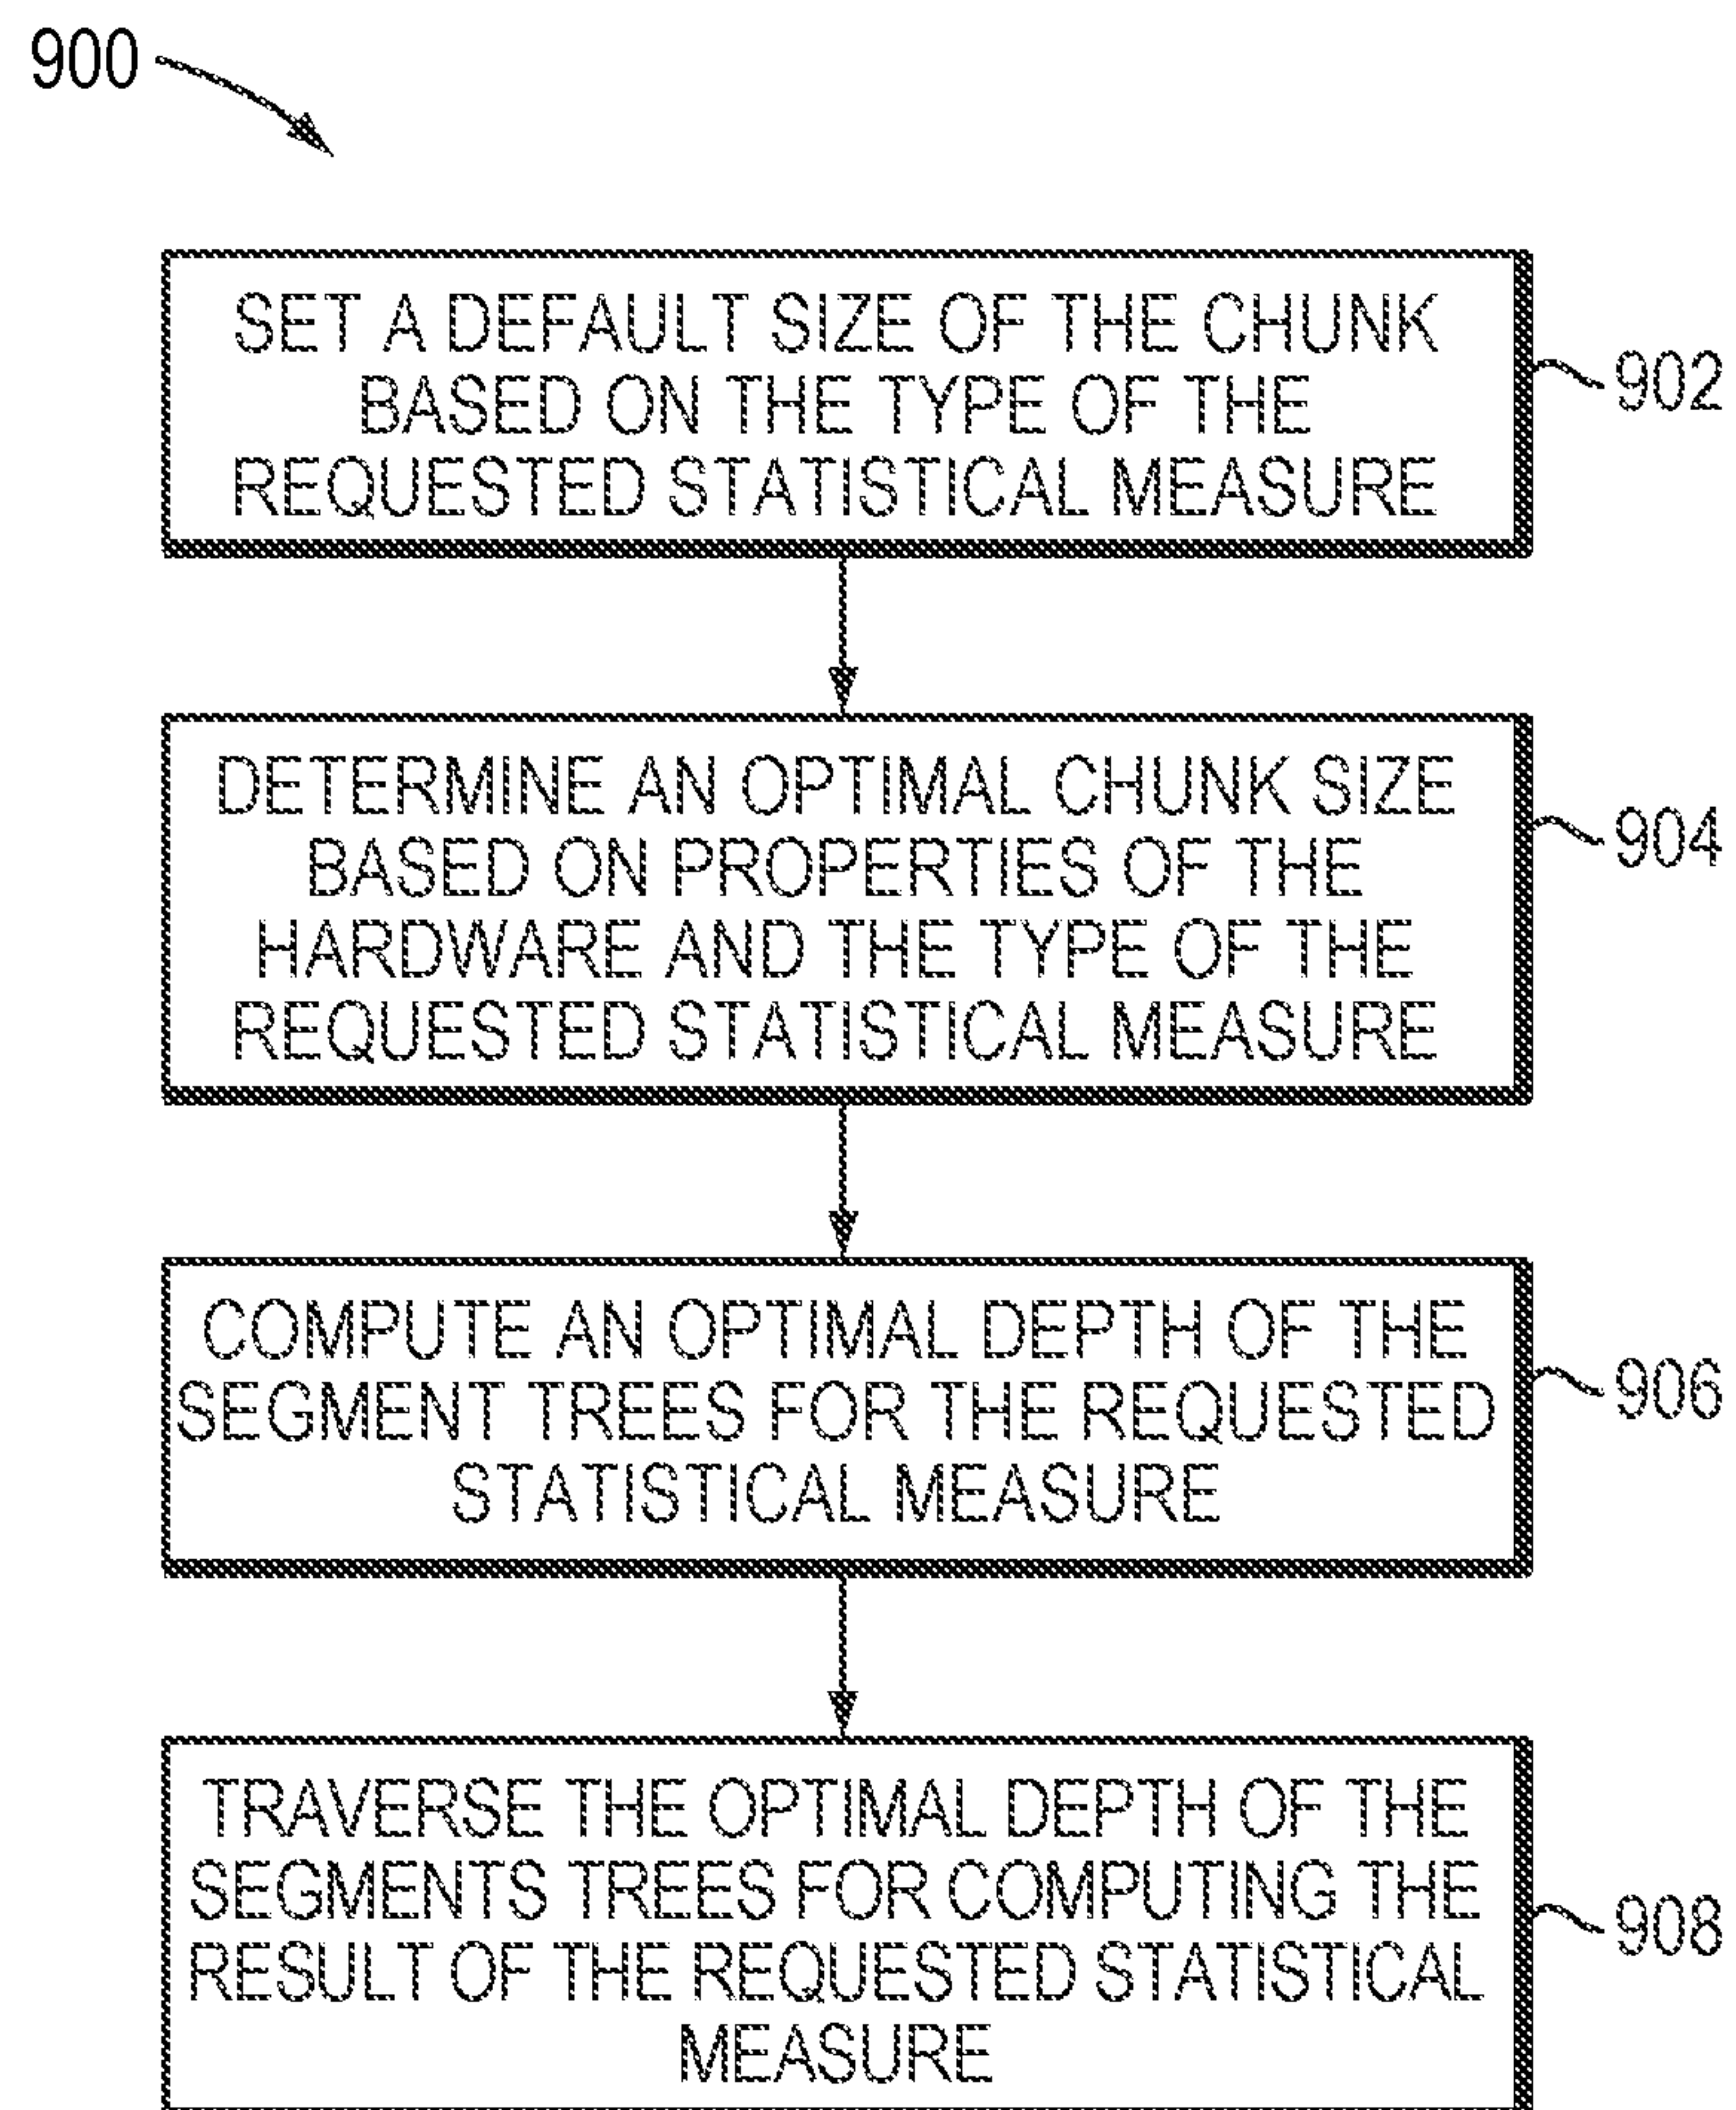 900
SET A DEFAULT SIZE OF THE CHUNK
BASED ON THE TYPE OF THE
REQUESTED STATISTICAL MEASURE
902
DETERMINE AN OPTIMAL CHUNK SIZE
BASED ON PROPERTIES OF THE
HARDWARE AND THE TYPE OF THE
REQUESTED STATISTICAL MEASURE
904
COMPUTE AN OPTIMAL DEPTH OF THE
SEGMENT TREES FOR THE REQUESTED
STATISTICAL MEASURE
906
TRAVERSE THE OPTIMAL DEPTH OF THE
SEGMENTS TREES FOR COMPUTING THE
RESULT OF THE REQUESTED STATISTICAL
MEASURE
908